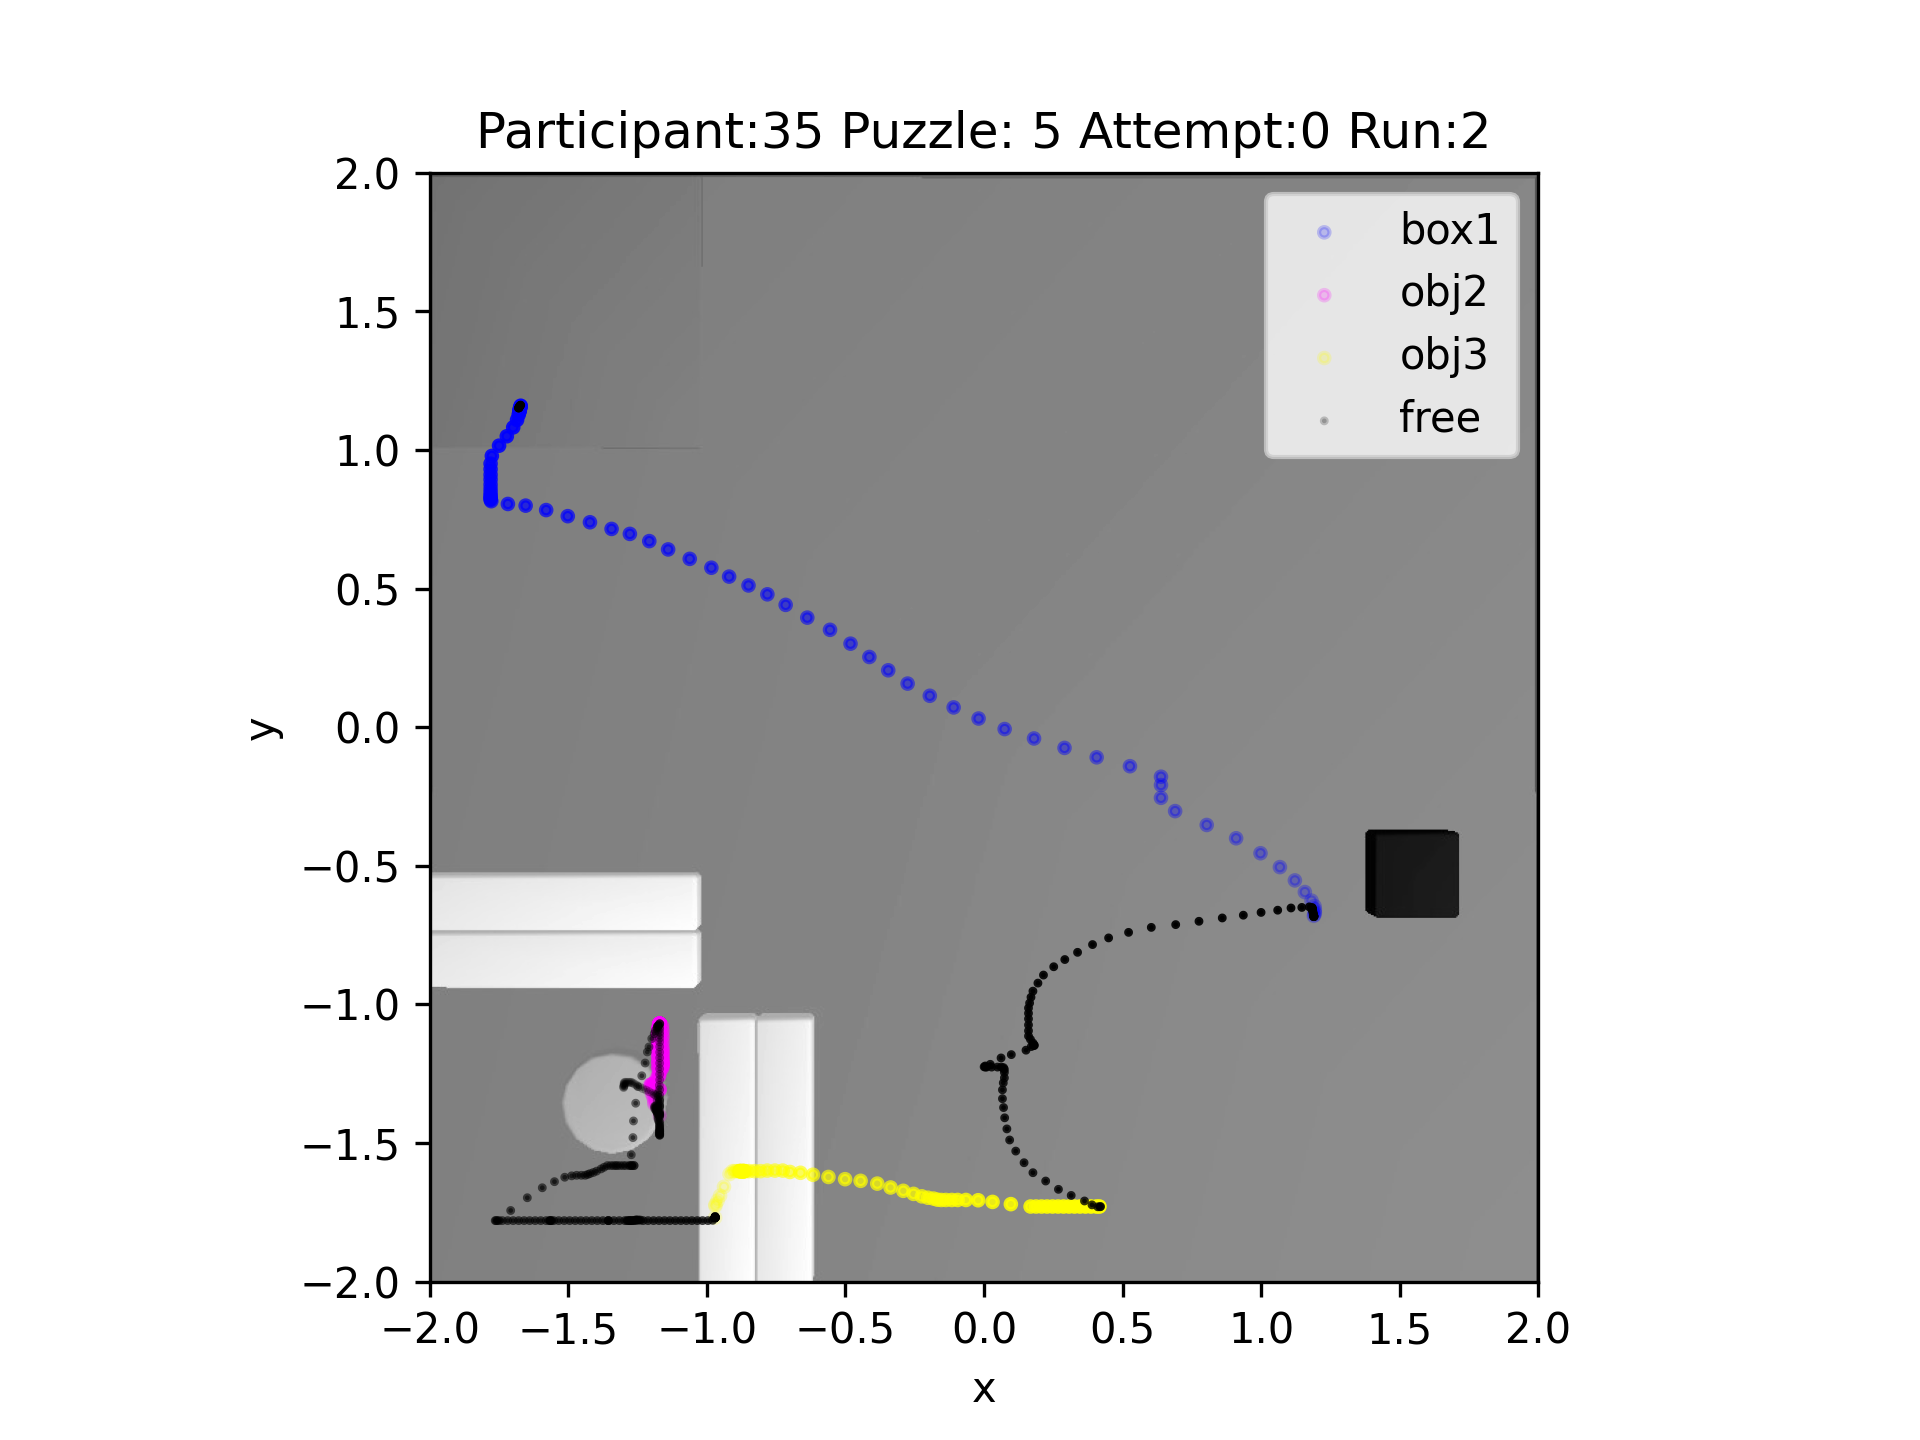 Participant:35 Puzzle: 5 Attempt:0 Run:2
2.0
1.5
1.0
0.5
0.0
−0.5
−1.0
−1.5
−2.0
y
box1
obj2
obj3
free
−2.0 −1.5 −1.0 −0.5 0.0 0.5 1.0 1.5 2.0
x